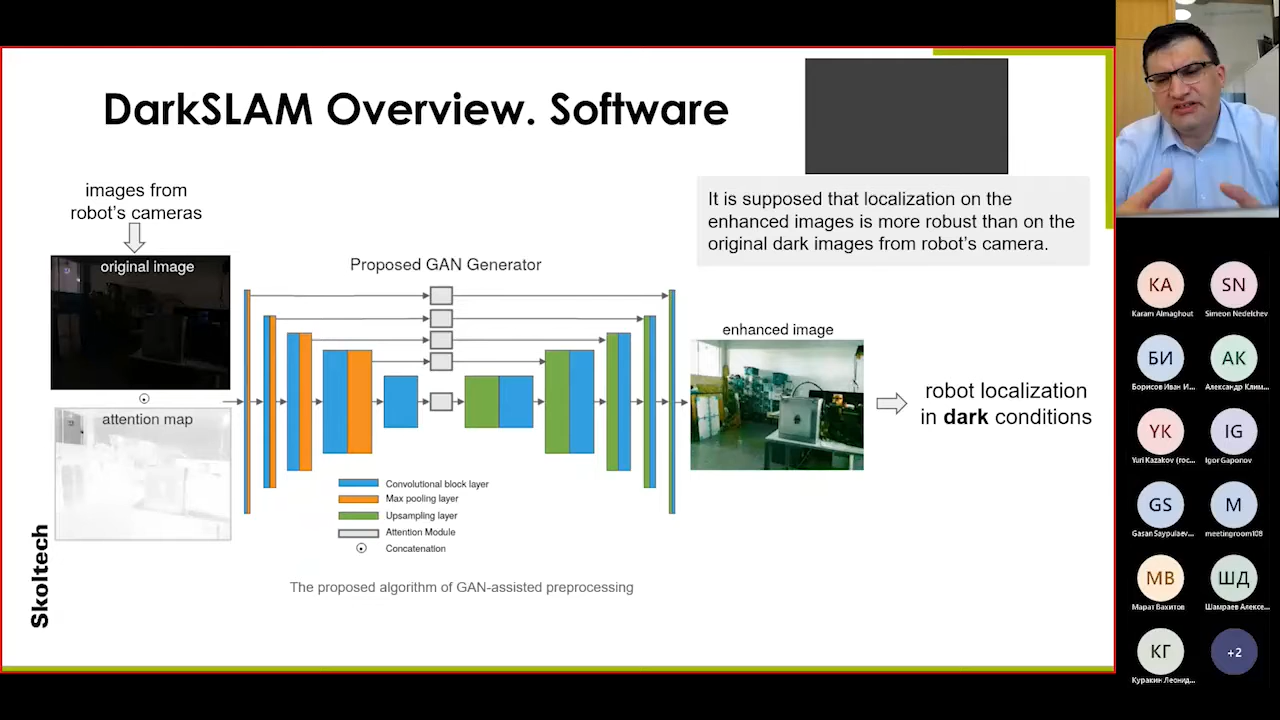 DarkSLAM Overview. Software
images from
robot's cameras
original image
attention map
Proposed GAN Generator
Convolutional block layer
Max pooling layer
Upsampling layer
Attention Module
Concatenation
The proposed algorithm of GAN-assisted preprocessing
It is supposed that localization on the
enhanced images is more robust than on the
original dark images from robot's camera.
enhanced image
robot localization
in dark conditions
Skoltech
KA
Karam Almaghout
SN
Simeon Nedelchev
БИ
Борисов Иван И...
АК
Александр Клим...
YK
Yuri Kazakov (гос...
IG
Igor Gaponov
GS
Gasan Saypulaev...
M
meetingroom108
МВ
Марат Вахитов
ШД
Шамраев Алексе...
КГ
Куракин Леонид...
+2